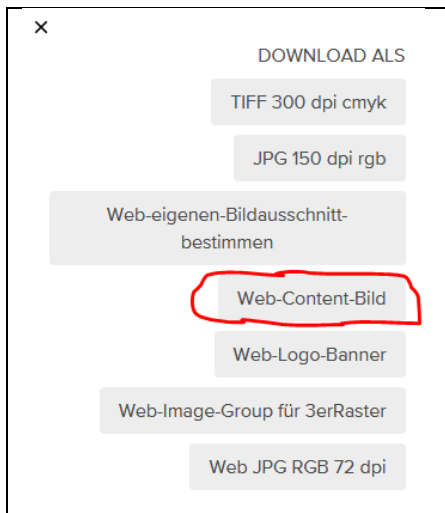 ×
DOWNLOAD ALS
TIFF 300 dpi cmyk
JPG 150 dpi rgb
Web-eigenen-Bildausschnitt-
bestimmen
Web-Content-Bild
Web-Logo-Banner
Web-Image-Group für 3erRaster
Web JPG RGB 72 dpi